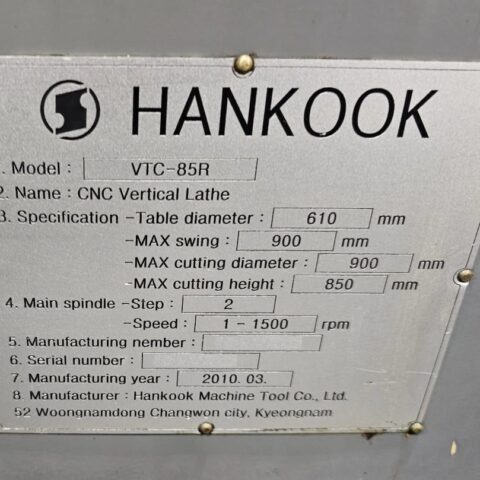 HANKOOK
1. Model : VTC-85R
2. Name : CNC Vertical Lathe
3. Specification -Table diameter : 610 mm
-MAX swing : 900 mm
-MAX cutting diameter : 900 mm
-MAX cutting height : 850 mm
4. Main spindle -Step : 2
-Speed : 1 - 1500 rpm
5. Manufacturing nember :
6. Serial number :
7. Manufacturing year : 2010. 03.
8. Manufacturer : Hankook Machine Tool Co., Ltd.
52 Woongnamdong Changwon city, Kyeongnam